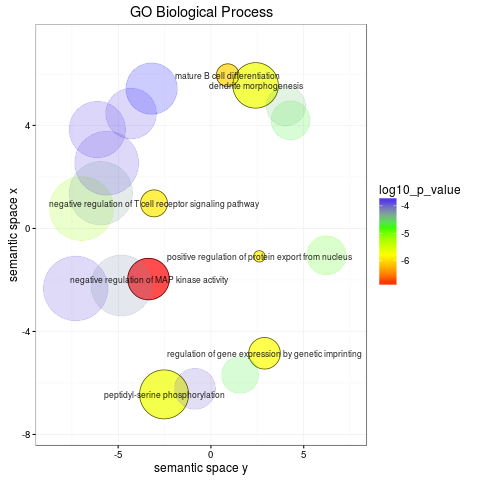 GO Biological Process
mature B cell differentiation
dendrite morphogenesis
negative regulation of T cell receptor signaling pathway
positive regulation of protein export from nucleus
negative regulation of MAP kinase activity
regulation of gene expression by genetic imprinting
peptidyl-serine phosphorylation
semantic space x
4
0
-4
-8
-5
0
5
semantic space y
log10_p_value
-4
-5
-6